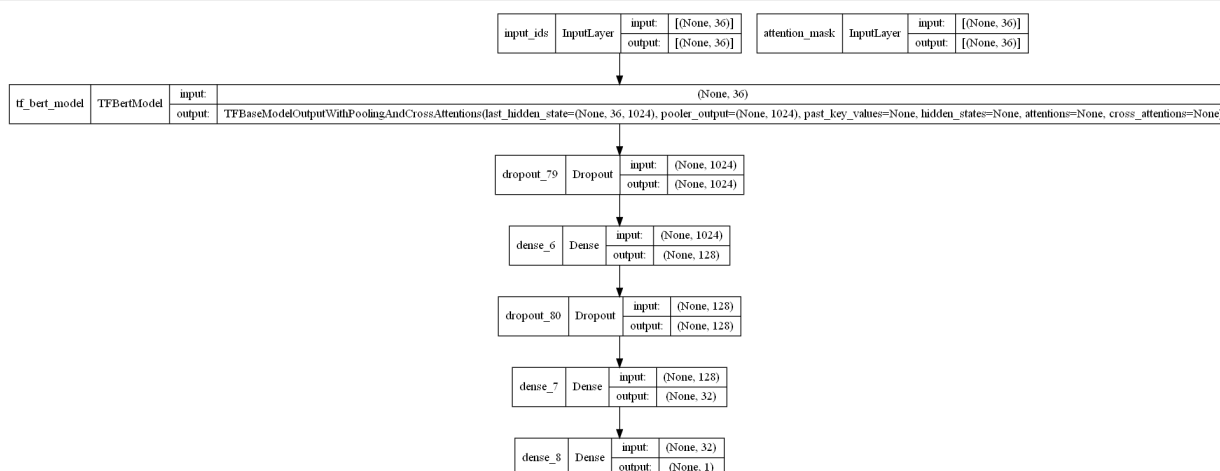 input_ids InputLayer input: [(None, 36)] output: [(None, 36)]
attention_mask InputLayer input: [(None, 36)] output: [(None, 36)]
tf_bert_model TFBertModel input: (None, 36)
output: TFBaseModelOutputWithPoolingAndCrossAttentions(last_hidden_state=(None, 36, 1024), pooler_output=(None, 1024), past_key_values=None, hidden_states=None, attentions=None, cross_attentions=None)
dropout_79 Dropout input: (None, 1024)
output: (None, 1024)
dense_6 Dense input: (None, 1024)
output: (None, 128)
dropout_80 Dropout input: (None, 128)
output: (None, 128)
dense_7 Dense input: (None, 128)
output: (None, 32)
dense_8 Dense input: (None, 32)
output: (None, 1)